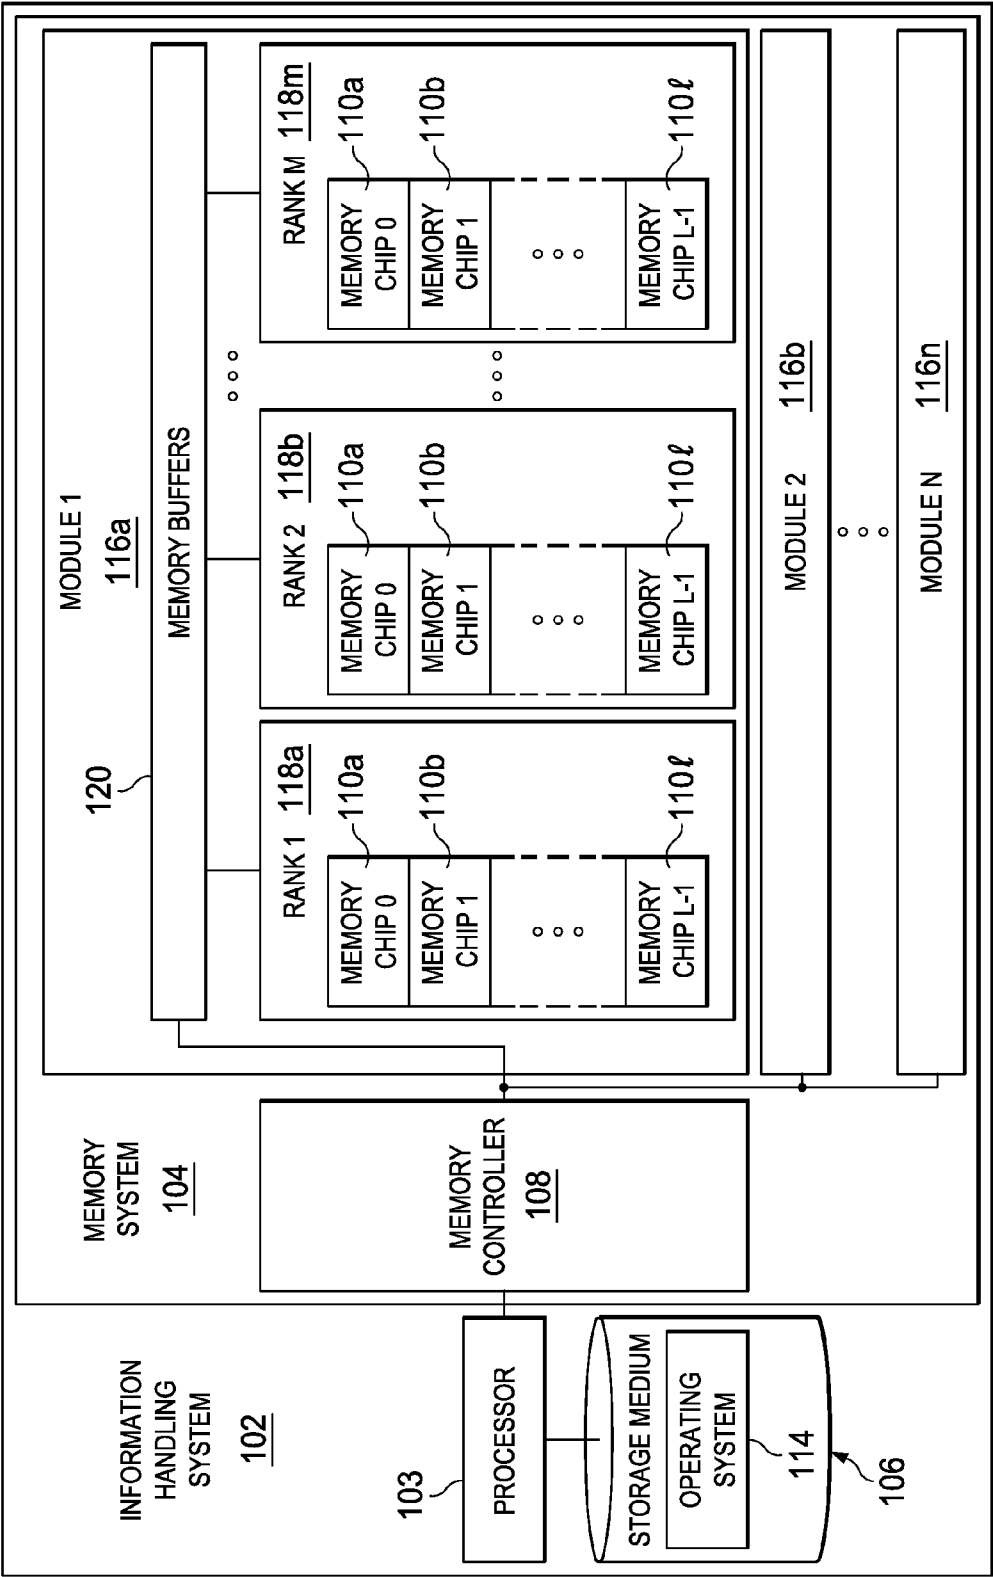 INFORMATION
HANDLING
SYSTEM
102
103
PROCESSOR
STORAGE MEDIUM
OPERATING
SYSTEM
114
106
MEMORY
SYSTEM
104
MEMORY
CONTROLLER
108
MODULE 1
116a
120
MEMORY BUFFERS
RANK 1
118a
MEMORY
CHIP 0
110a
MEMORY
CHIP 1
110b
MEMORY
CHIP L-1
110ℓ
RANK 2
118b
MEMORY
CHIP 0
110a
MEMORY
CHIP 1
110b
MEMORY
CHIP L-1
110ℓ
RANK M
118m
MEMORY
CHIP 0
110a
MEMORY
CHIP 1
110b
MEMORY
CHIP L-1
110ℓ
MODULE 2
116b
MODULE N
116n